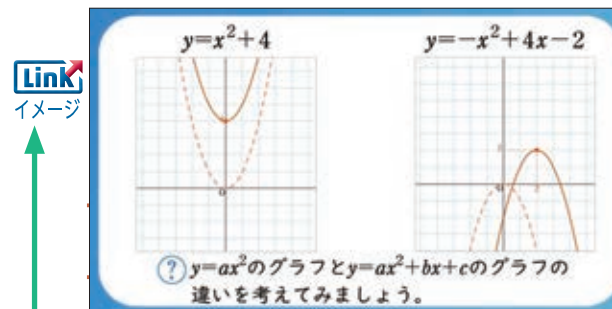 Link
イメージ
y=x²+4
y=-x²+4x-2
O
2
? y=ax²のグラフとy=ax²+bx+cのグラフの
違いを考えてみましょう。